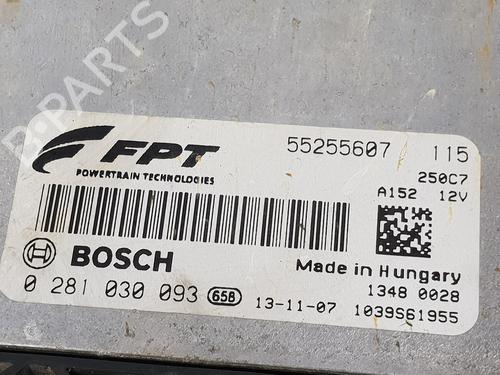 B-PARTS
FPT 55255607 115
POWERTRAIN TECHNOLOGIES 250C7
A152 12V
BOSCH Made in Hungary
0 281 030 093 658 13-11-07 1348 0028
1039S61955